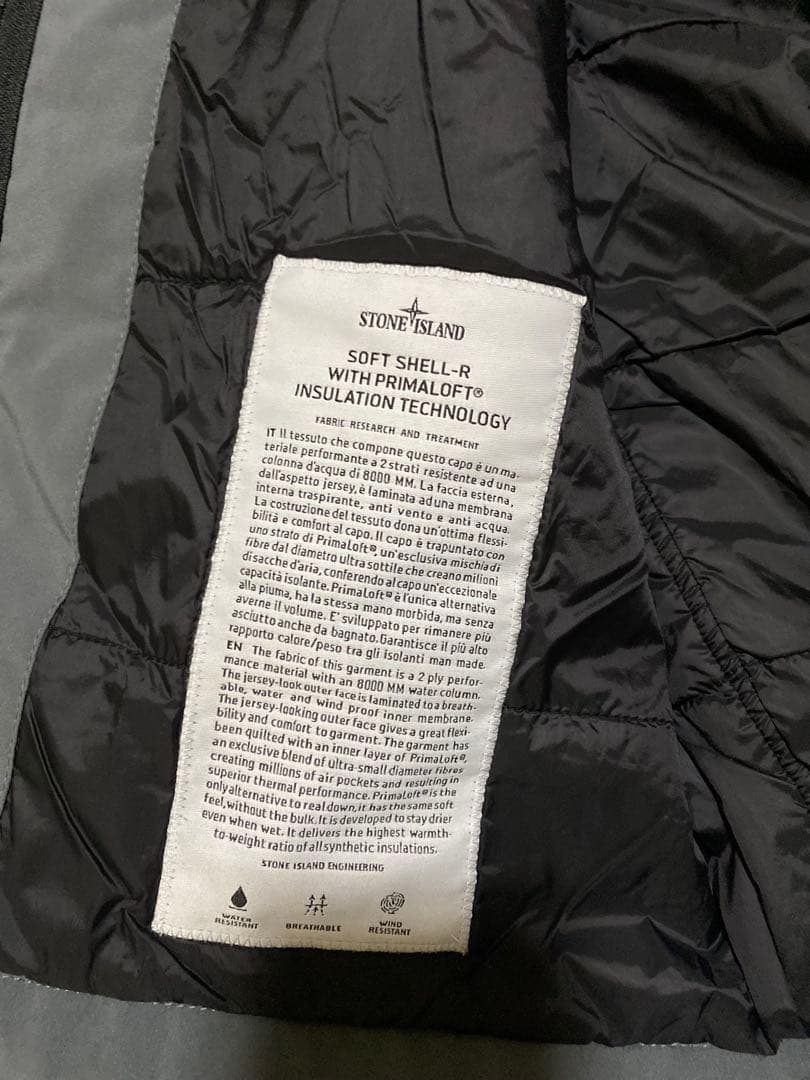 STONE ISLAND
SOFT SHELL-R
WITH PRIMALOFT®
INSULATION TECHNOLOGY
FABRIC RESEARCH AND TREATMENT
IT Il tessuto che compone questo capo è un ma-
teriale performante a 2 strati resistente ad una
colonna d'acqua di 8000 MM. La faccia esterna,
dall'aspetto jersey, è laminata ad una membrana
interna traspirante, anti vento e anti acqua.
La costruzione del tessuto dona un'ottima flessi-
bilità e comfort al capo. Il capo è trapuntato con
uno strato di PrimaLoft®, un'esclusiva mischia di
fibre dal diametro ultra sottile che creano milioni
di sacche d'aria, conferendo al capo un'eccezionale
capacità isolante. PrimaLoft® è l'unica alternativa
alla piuma, ha la stessa mano morbida, ma senza
averne il volume. E' sviluppato per rimanere più
asciutto anche da bagnato. Garantisce il più alto
rapporto calore/peso tra gli isolanti man made.
EN The fabric of this garment is a 2 ply perfor-
mance material with an 8000 MM water column.
The jersey-look outer face is laminated to a breath-
able, water and wind proof inner membrane.
The jersey-looking outer face gives a great flexi-
bility and comfort to garment. The garment has
been quilted with an inner layer of PrimaLoft®,
an exclusive blend of ultra-small diameter fibres
creating millions of air pockets and resulting in
superior thermal performance. PrimaLoft® is the
only alternative to real down, it has the same soft
feel, without the bulk. It is developed to stay drier
even when wet. It delivers the highest warmth-
to-weight ratio of all synthetic insulations.
STONE ISLAND ENGINEERING
WATER
RESISTANT
BREATHABLE
WIND
RESISTANT